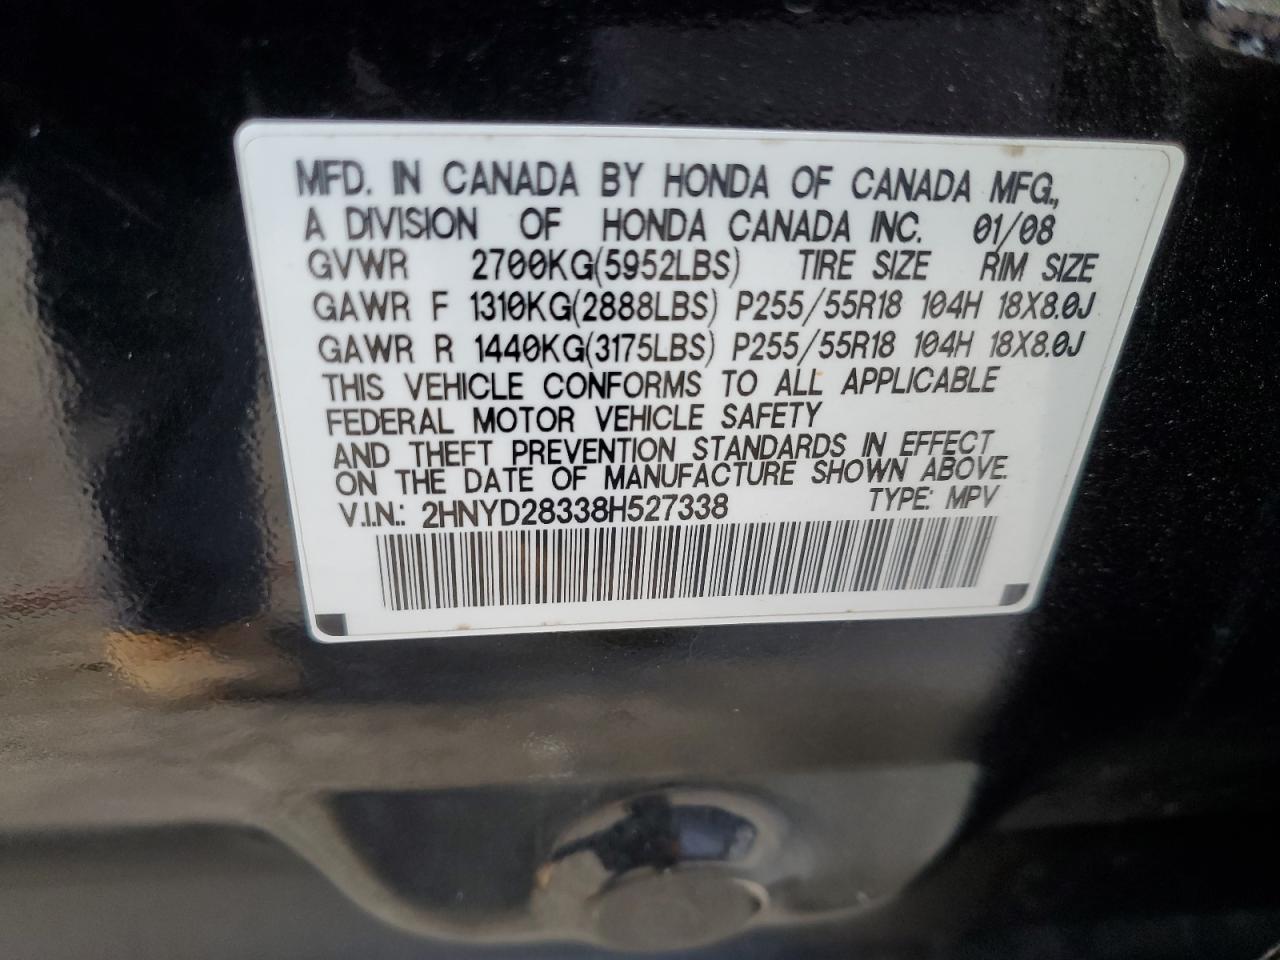 MFD. IN CANADA BY HONDA OF CANADA MFG.,
A DIVISION OF HONDA CANADA INC. 01/08
GVWR 2700KG(5952LBS) TIRE SIZE RIM SIZE
GAWR F 1310KG(2888LBS) P255/55R18 104H 18X8.0J
GAWR R 1440KG(3175LBS) P255/55R18 104H 18X8.0J
THIS VEHICLE CONFORMS TO ALL APPLICABLE
FEDERAL MOTOR VEHICLE SAFETY
AND THEFT PREVENTION STANDARDS IN EFFECT
ON THE DATE OF MANUFACTURE SHOWN ABOVE.
V.I.N.: 2HNYD28338H527338 TYPE: MPV